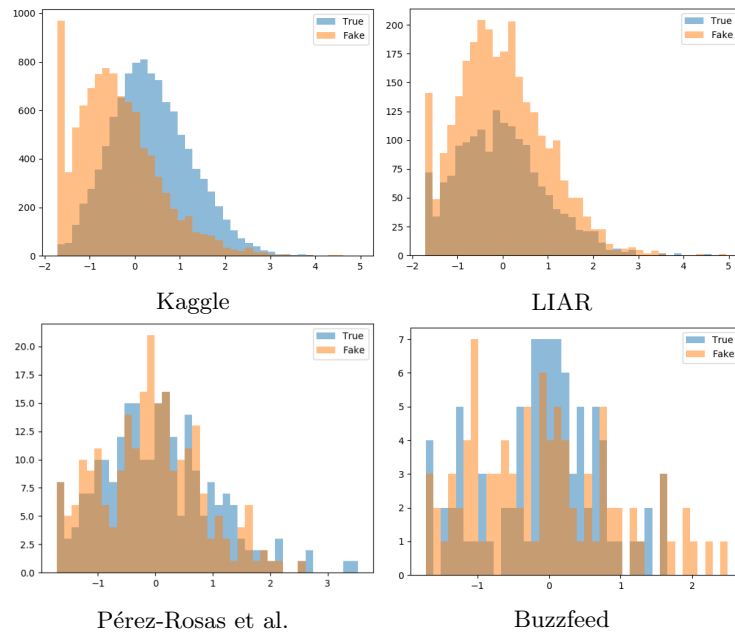 1000
800
600
400
200
0
−2 −1 0 1 2 3 4 5
True
Fake
Kaggle
200
175
150
125
100
75
50
25
0
−2 −1 0 1 2 3 4 5
True
Fake
LIAR
20.0
17.5
15.0
12.5
10.0
7.5
5.0
2.5
0.0
−1 0 1 2 3
True
Fake
Pérez-Rosas et al.
7
6
5
4
3
2
1
0
−1 0 1 2
True
Fake
Buzzfeed